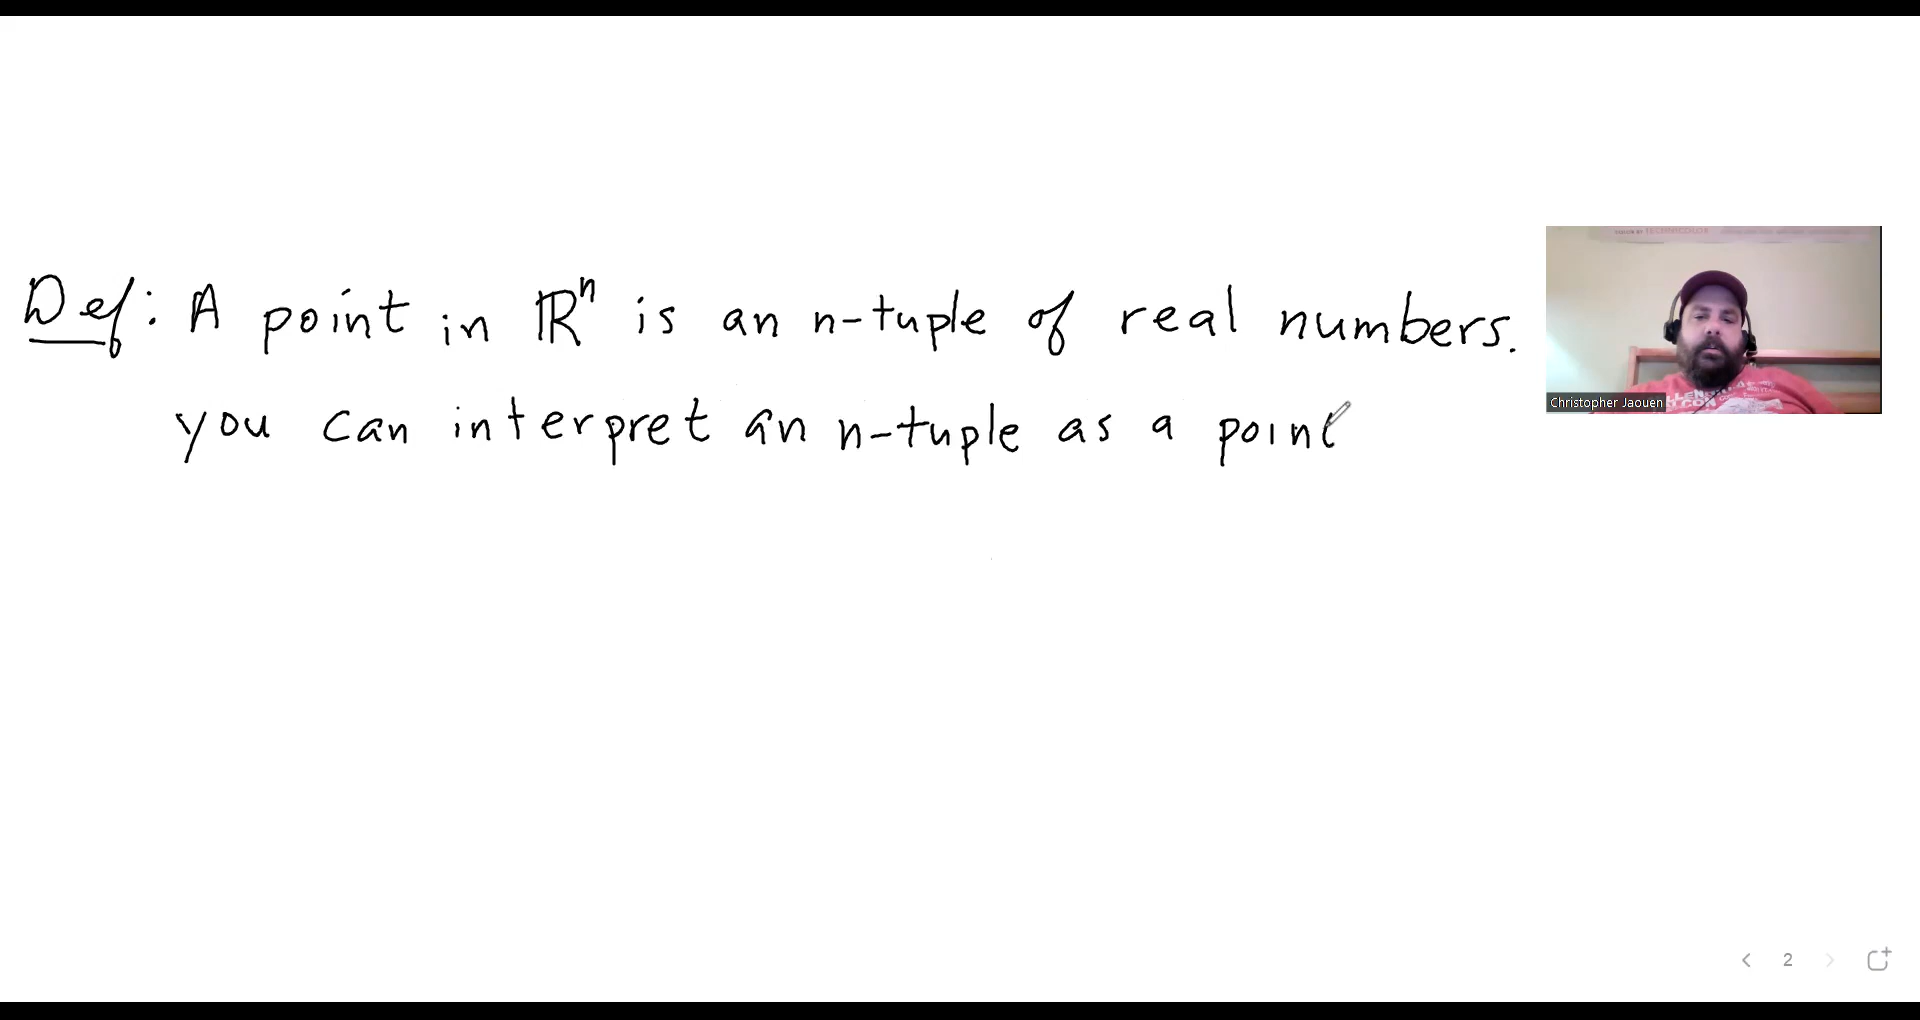 Def: A point in ℝⁿ is an n-tuple of real numbers.
you can interpret an n-tuple as a point
TECHNICOLOR
Christopher Jaouen
2